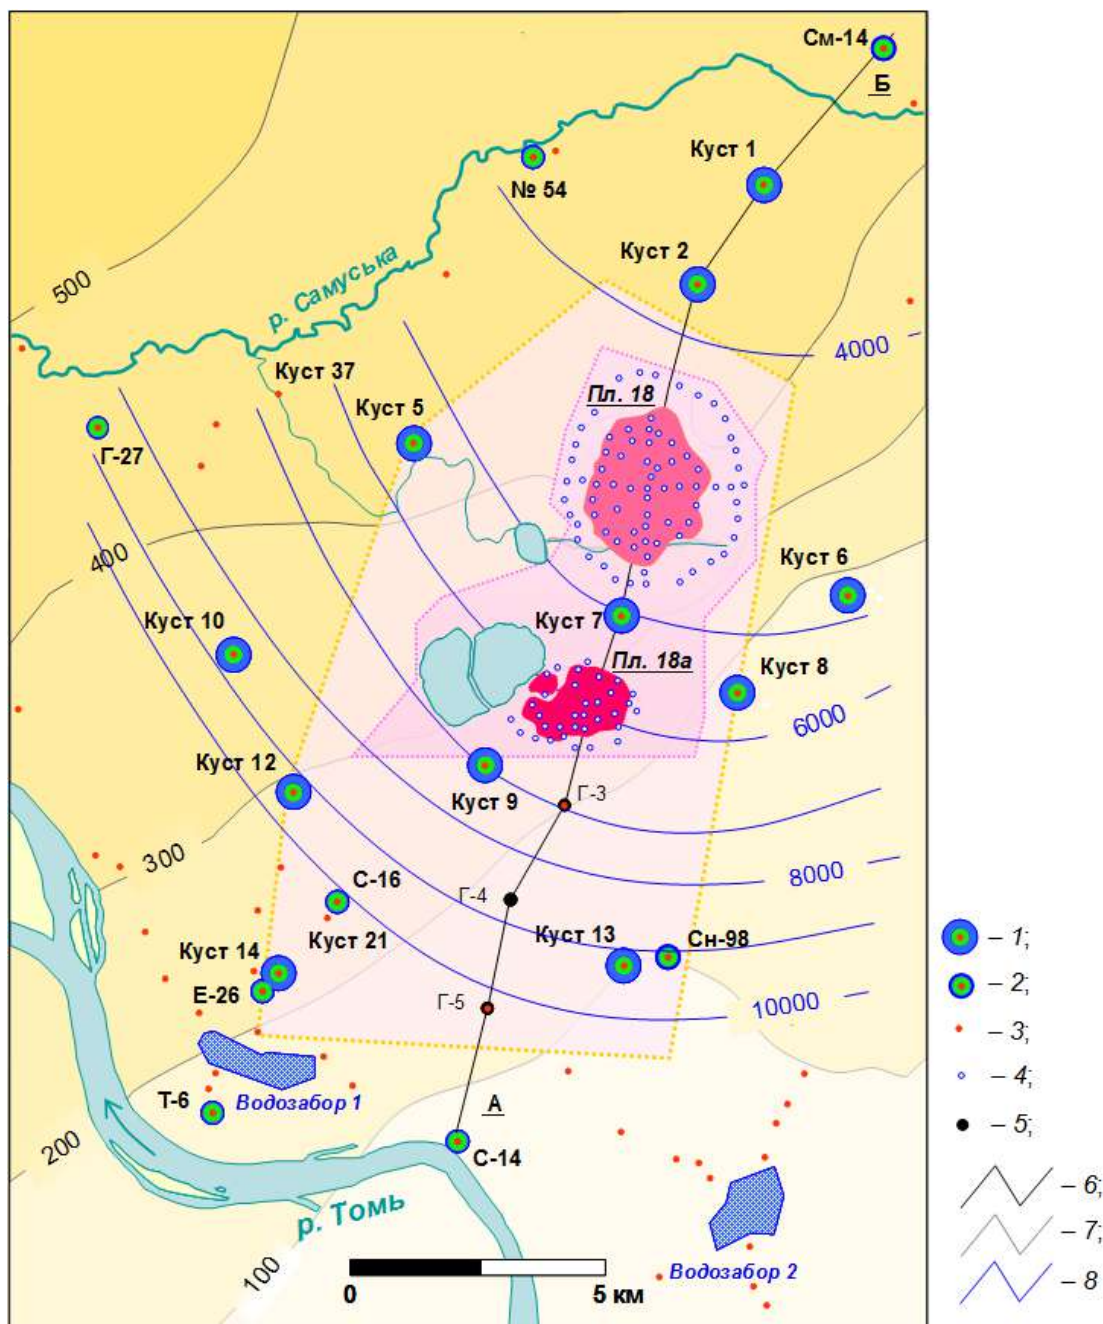 См-14
Б
Куст 1
№ 54
Куст 2
р. Самуська
500
4000
Куст 37
Пл. 18
Куст 5
Г-27
400
Куст 6
Куст 10
Куст 7
Пл. 18а
Куст 8
6000
Куст 12
Куст 9
Г-3
300
8000
С-16
Г-4
Куст 21
Куст 13
Сн-98
– 1;
Куст 14
– 2;
Е-26
Г-5
10000
– 3;
– 4;
Т-6
Водозабор 1
А
– 5;
200
С-14
– 6;
р. Томь
– 7;
100
Водозабор 2
– 8
0
5 км